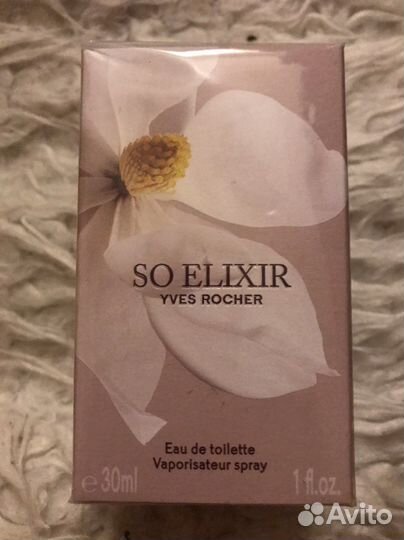 SO ELIXIR
YVES ROCHER
Eau de toilette
Vaporisateur spray
e 30ml 1 fl.oz.
Avito